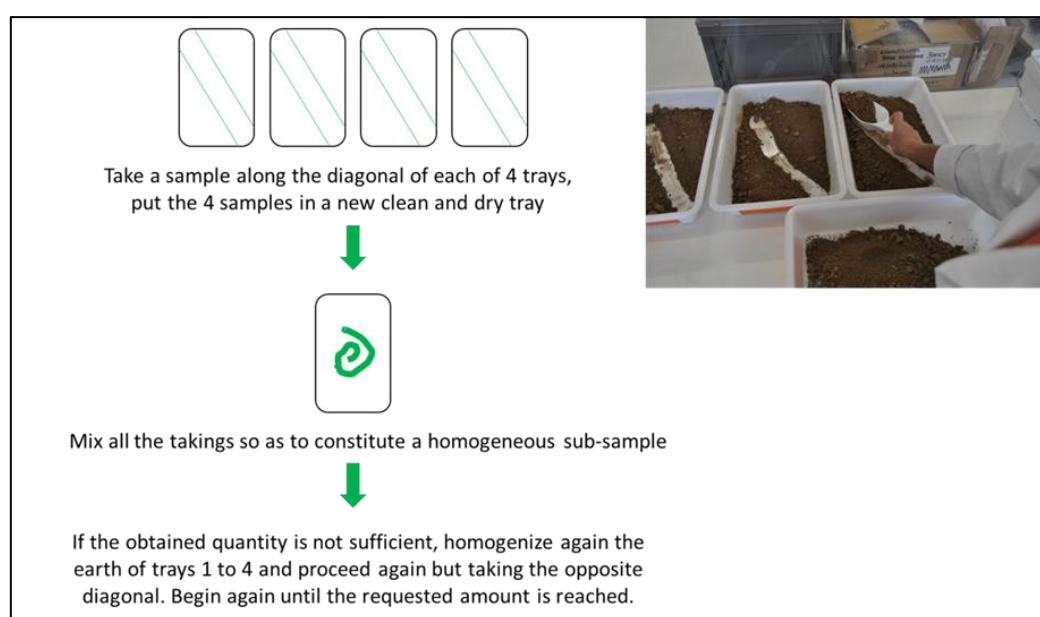 Take a sample along the diagonal of each of 4 trays,
put the 4 samples in a new clean and dry tray
Mix all the takings so as to constitute a homogeneous sub-sample
If the obtained quantity is not sufficient, homogenize again the
earth of trays 1 to 4 and proceed again but taking the opposite
diagonal. Begin again until the requested amount is reached.